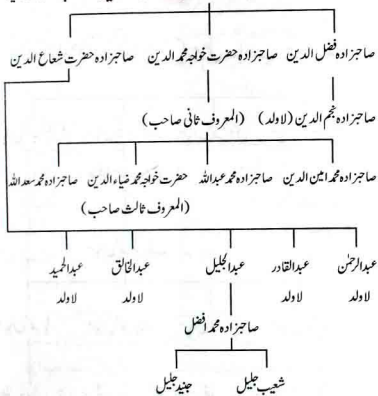 صاحبزادہ فضل الدین صاحبزادہ حضرت خواجہ محمد الدین صاحبزادہ حضرت شعاع الدین
صاحبزادہ نجم الدین (لاولد) (المعروف ثانی صاحب)
صاحبزادہ محمد امین الدین صاحبزادہ محمد عبداللہ حضرت خواجہ محمد ضیاء الدین صاحبزادہ محمد سعد اللہ
(المعروف ثالث صاحب)
عبدالرحمٰن عبدالقادر عبدالجلیل عبدالخالق عبدالحمید
لاولد لاولد لاولد لاولد
صاحبزادہ محمد افضل
شعیب جلیل جنید جلیل